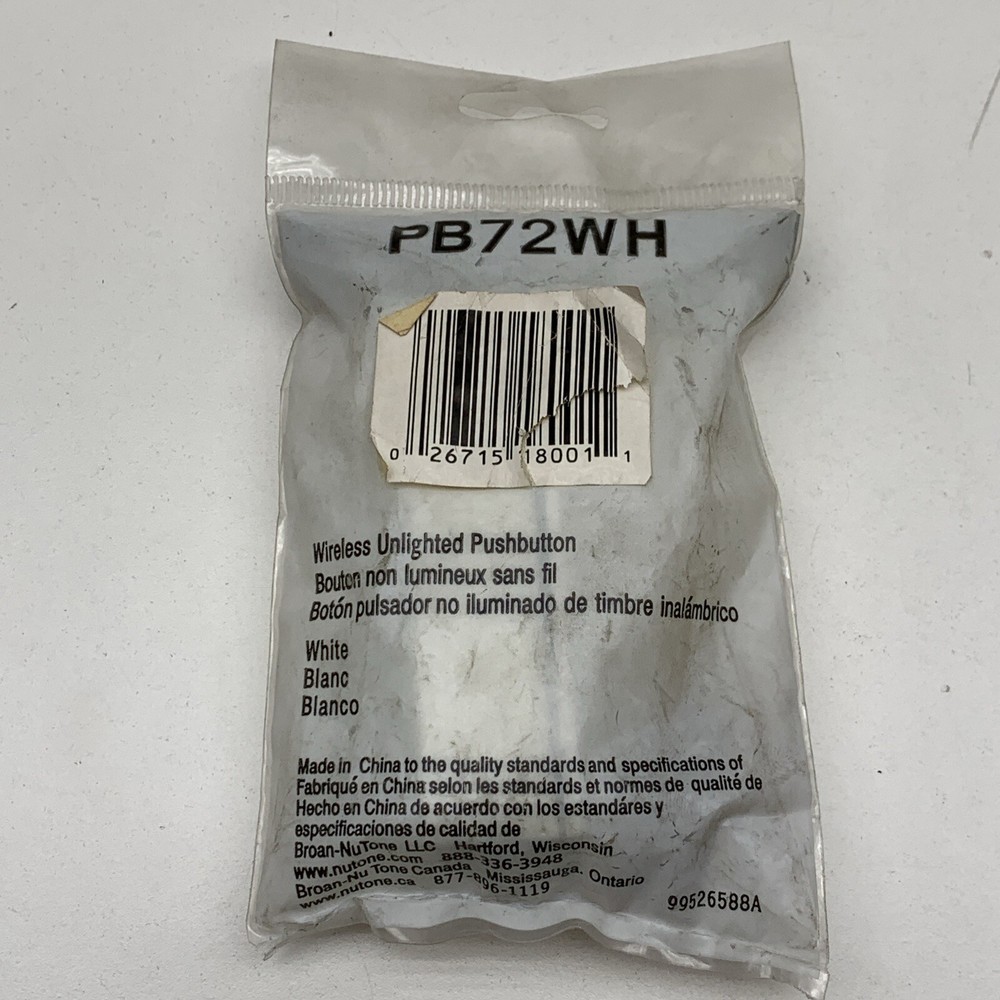 PB72WH
0 26715 18001 1
Wireless Unlighted Pushbutton
Bouton non lumineux sans fil
Botón pulsador no iluminado de timbre inalámbrico
White
Blanc
Blanco
Made in China to the quality standards and specifications of
Fabriqué en China selon les standards et normes de qualité de
Hecho en China de acuerdo con los estandáres y
especificaciones de calidad de
Broan-NuTone LLC Hartford, Wisconsin
www.nutone.com 888-336-3948
Broan-Nu Tone Canada Mississauga, Ontario
www.nutone.ca 877-896-1119
99526588A